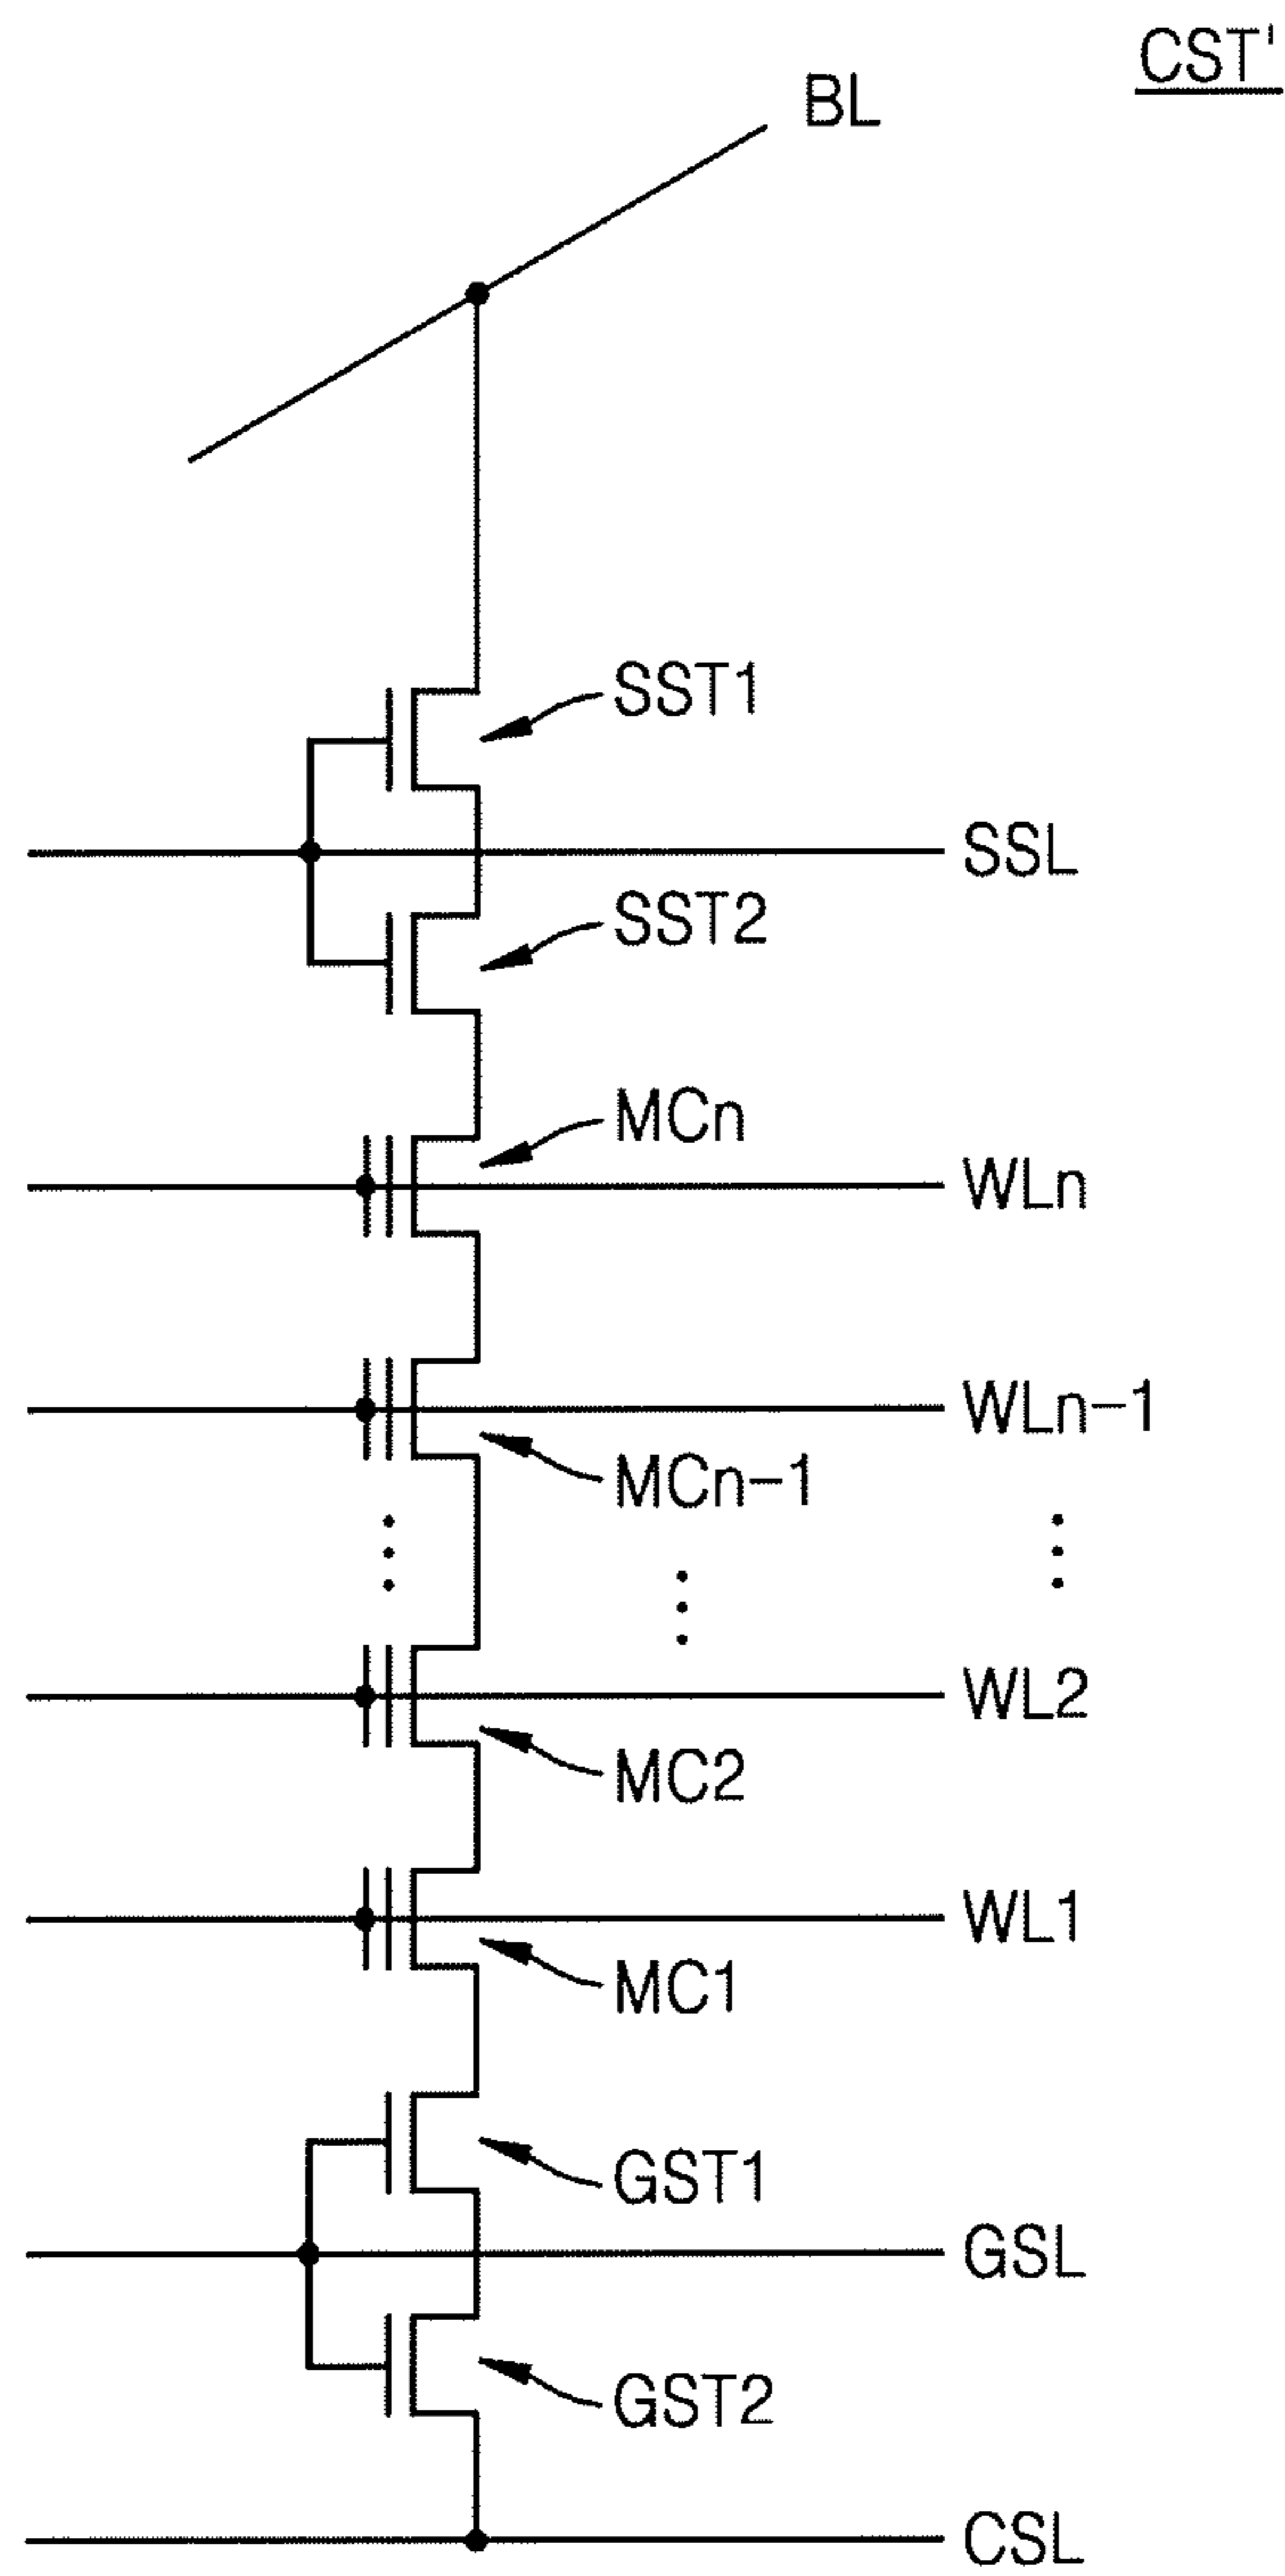 CST'
BL
SST1
SSL
SST2
MCn
WLn
WLn-1
MCn-1
WL2
MC2
WL1
MC1
GST1
GSL
GST2
CSL